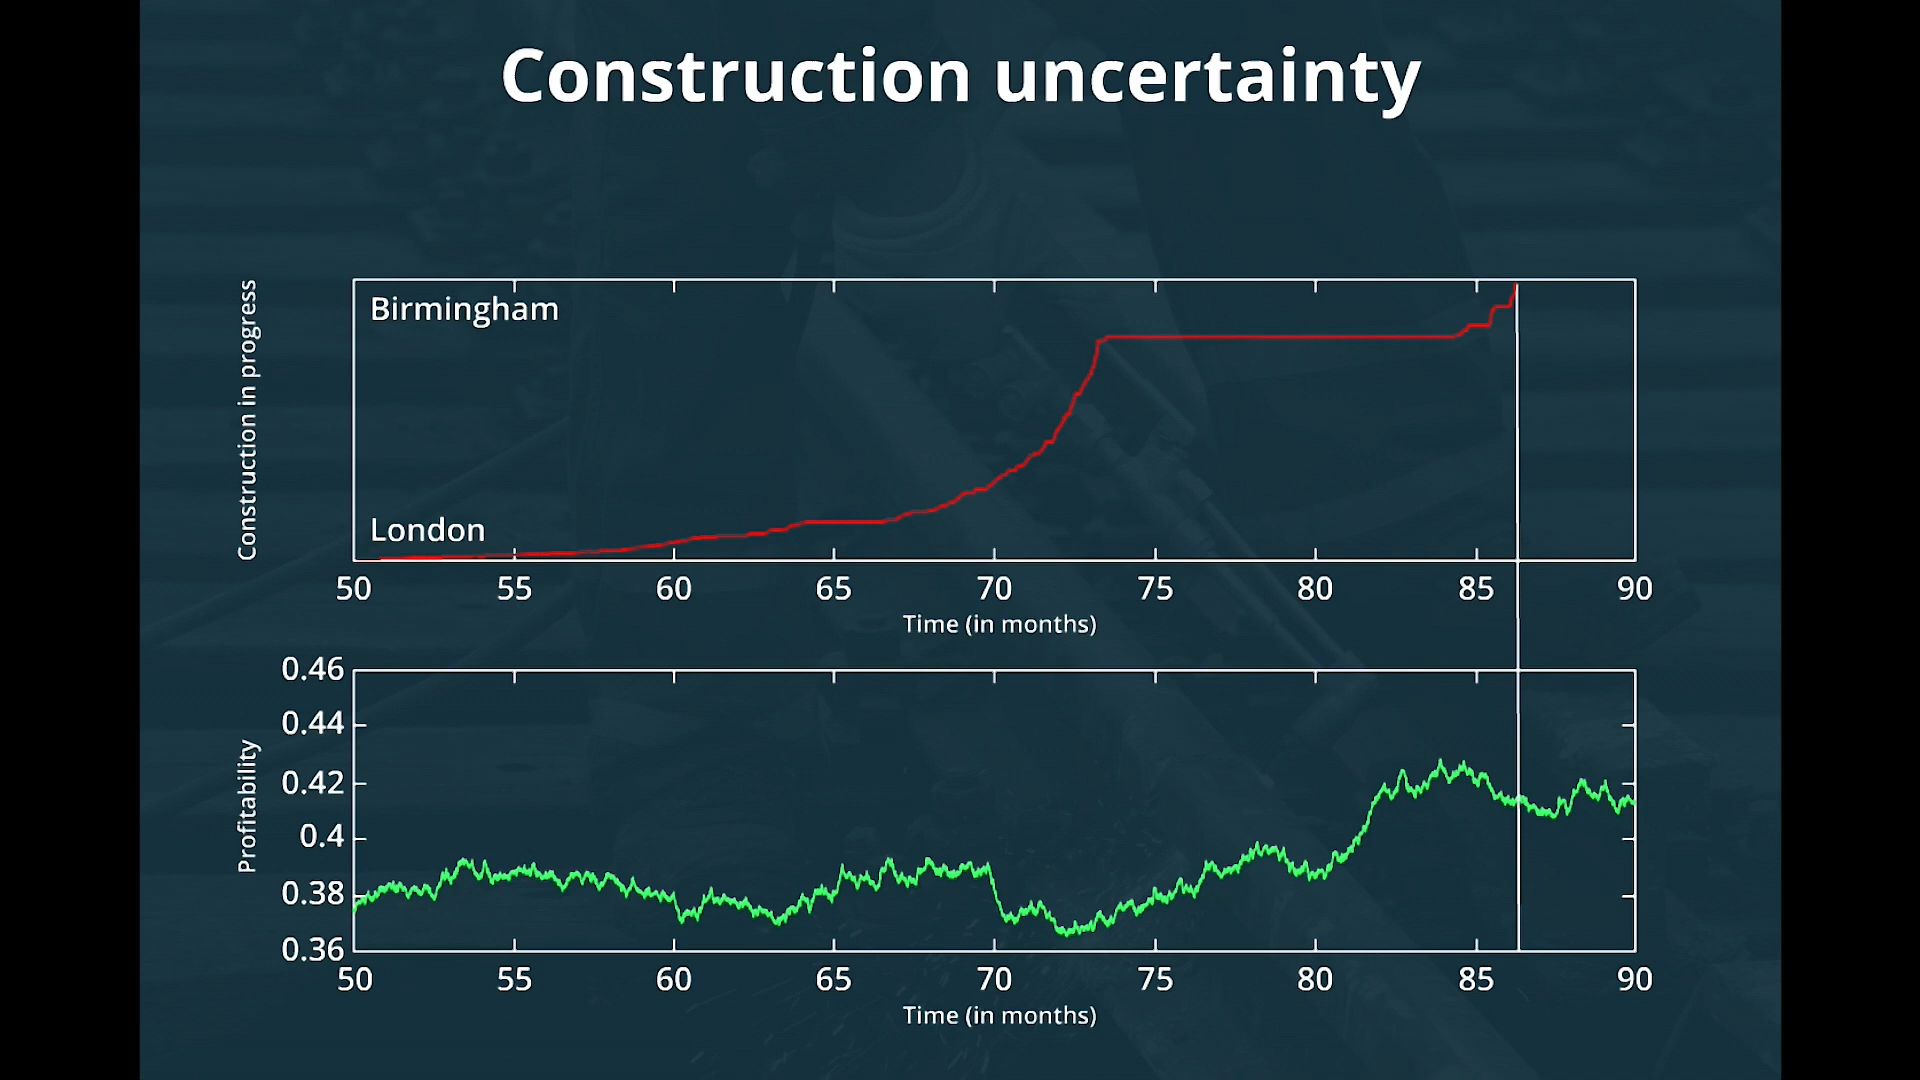 Construction uncertainty
Construction in progress
Birmingham
London
50 55 60 65 70 75 80 85 90
Time (in months)
Profitability
0.46
0.44
0.42
0.4
0.38
0.36
50 55 60 65 70 75 80 85 90
Time (in months)